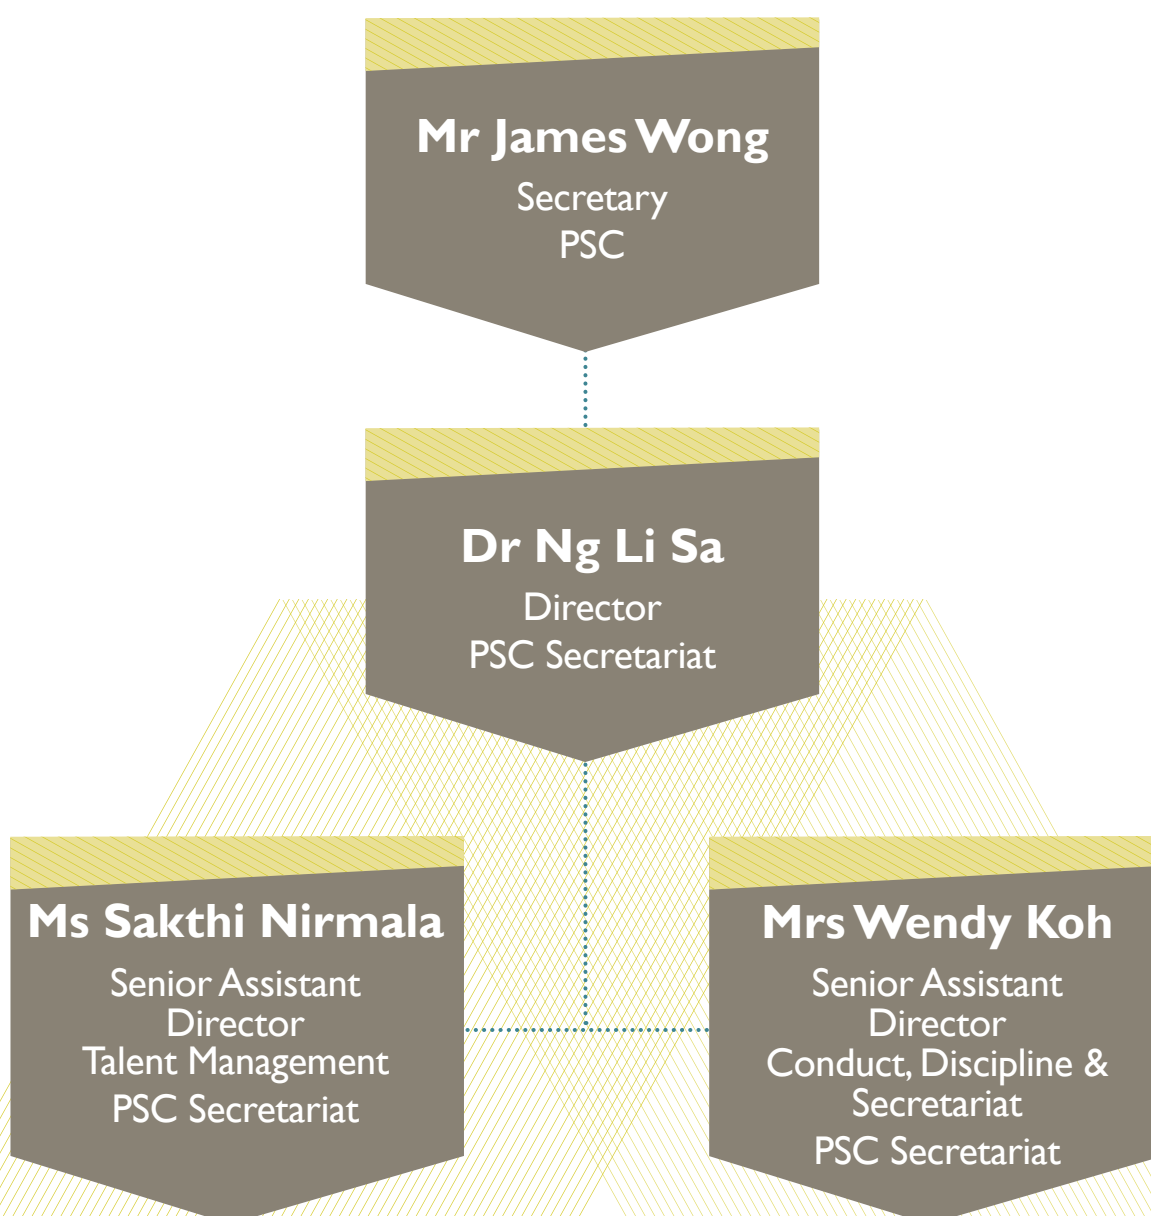 Mr James Wong
Secretary
PSC
Dr Ng Li Sa
Director
PSC Secretariat
Ms Sakthi Nirmala
Senior Assistant
Director
Talent Management
PSC Secretariat
Mrs Wendy Koh
Senior Assistant
Director
Conduct, Discipline &
Secretariat
PSC Secretariat